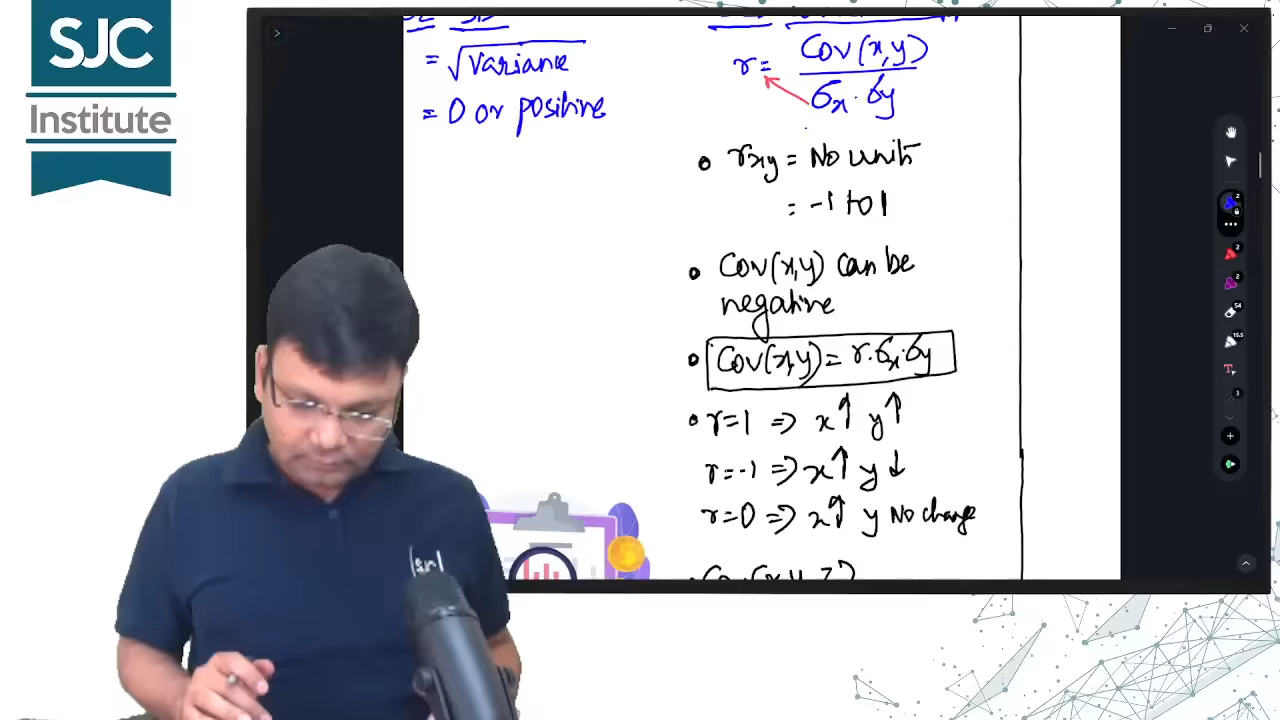 SJC
Institute
= √variance
= 0 or positive
r = Cov(x,y)
σx · σy
• rxy = No units
= -1 to 1
• Cov(x,y) can be
negative
• Cov(x,y) = r.σx.σy
• r=1 ⇒ x↑ y↑
r=-1 ⇒ x↑ y↓
r=0 ⇒ x↑ y No change